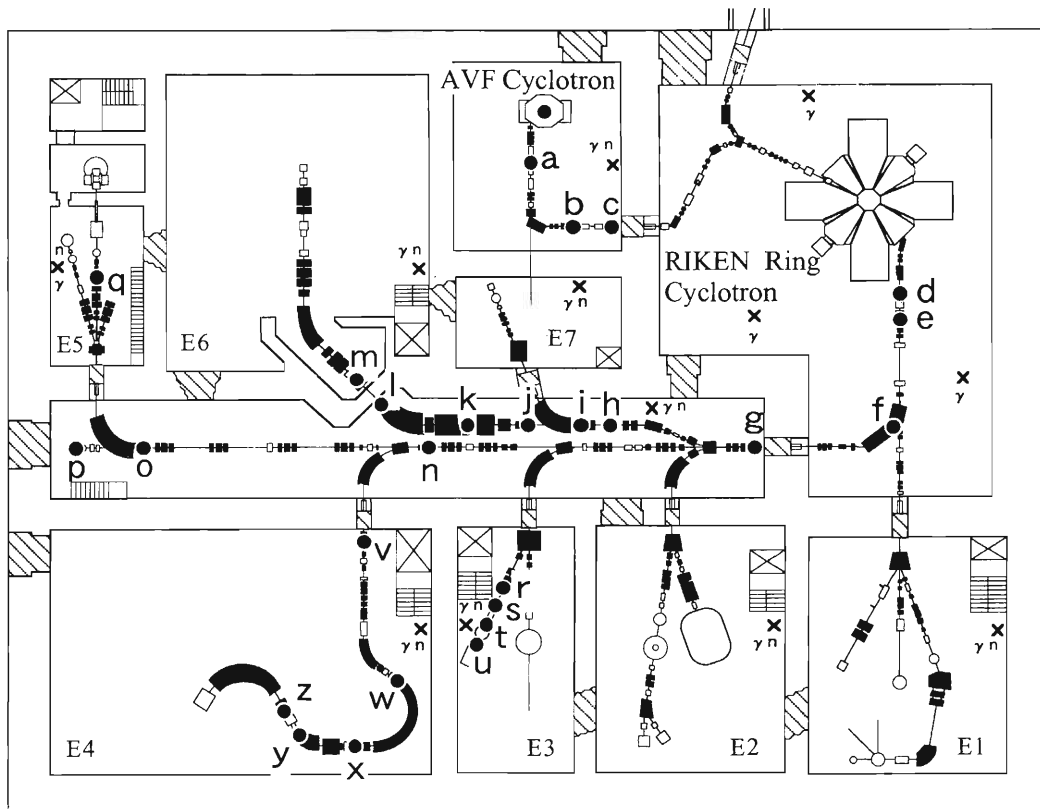 AVF Cyclotron
γ
γ n
a
b
c
RIKEN Ring
Cyclotron
γ
d
e
n
γ
q
γ n
γ n
E5
E6
E7
m
l
k
j
i
h
γ n
γ
f
g
p
o
n
v
r
γ n
s
t
u
γ n
γ n
γ n
w
z
y
x
E4
E3
E2
E1